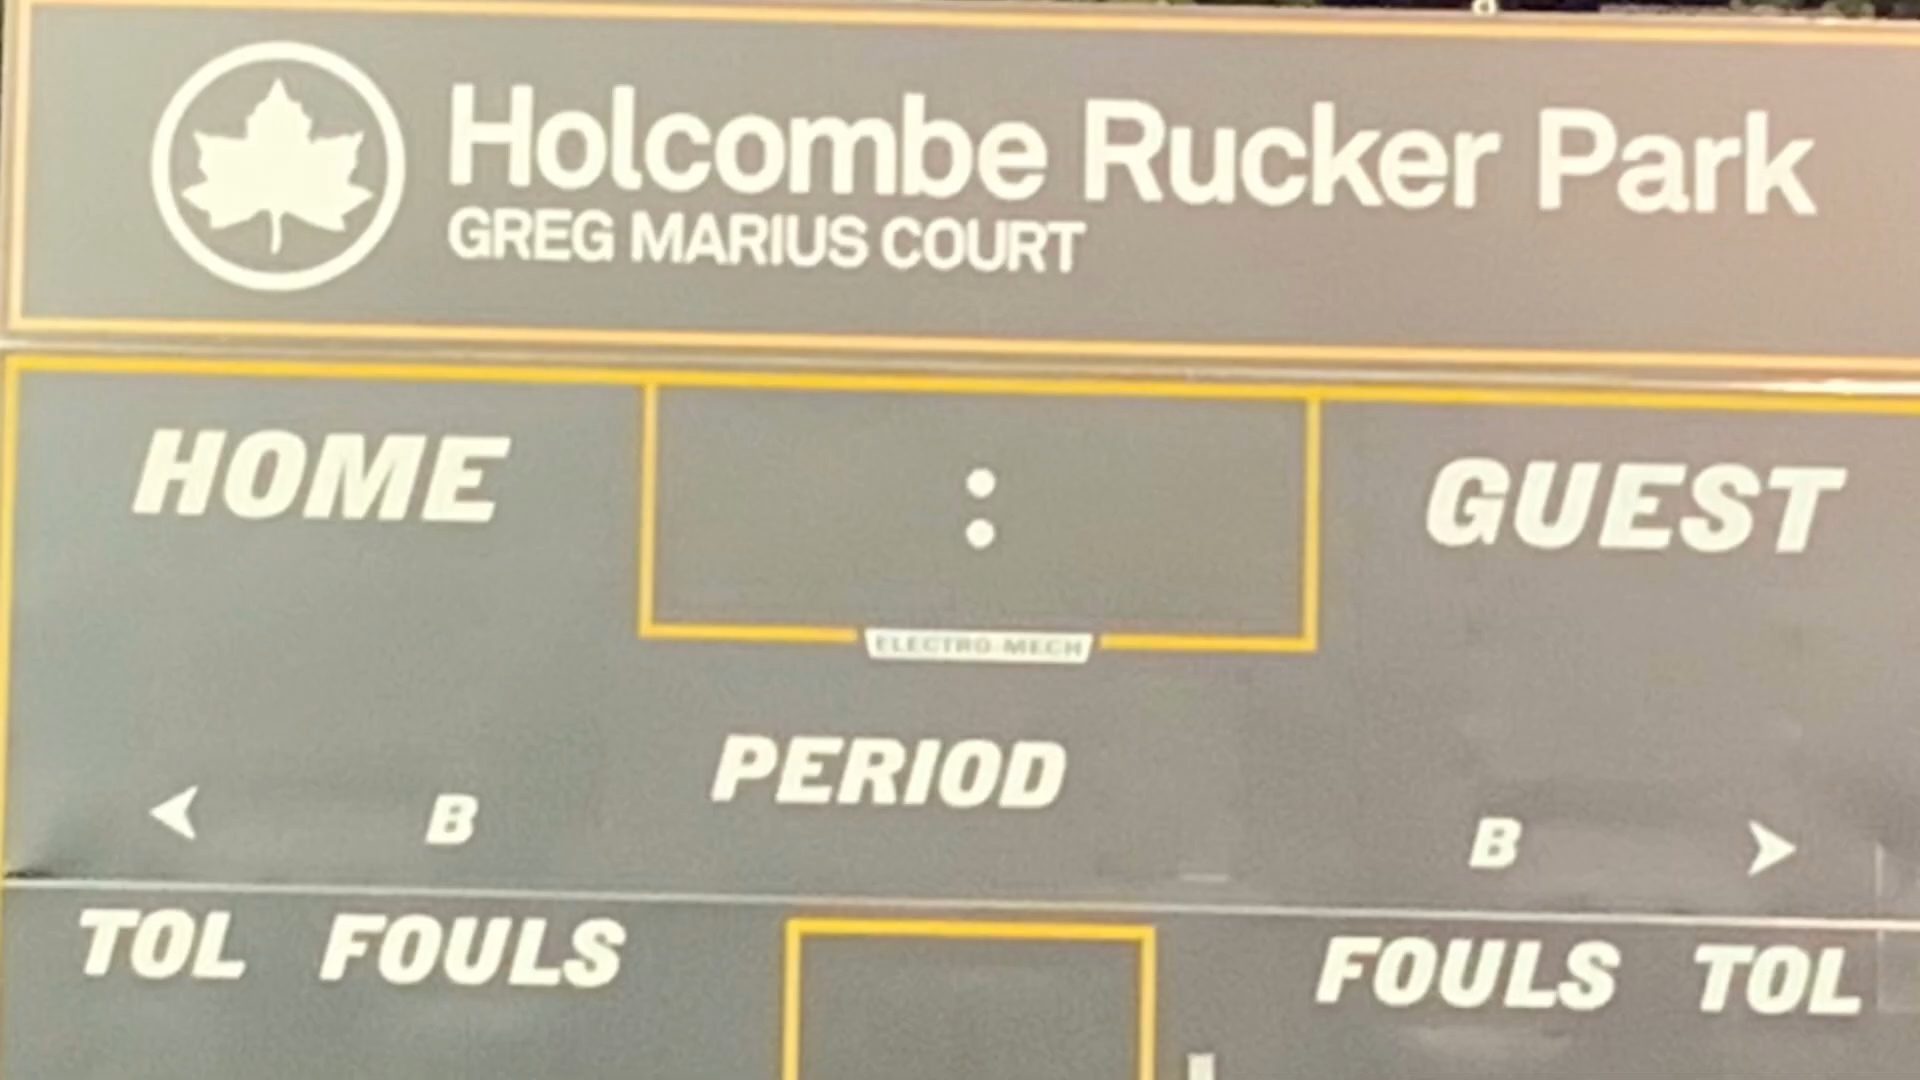 Holcombe Rucker Park
GREG MARIUS COURT
HOME
:
GUEST
ELECTRO-MECH
PERIOD
B
B
TOL FOULS
FOULS TOL